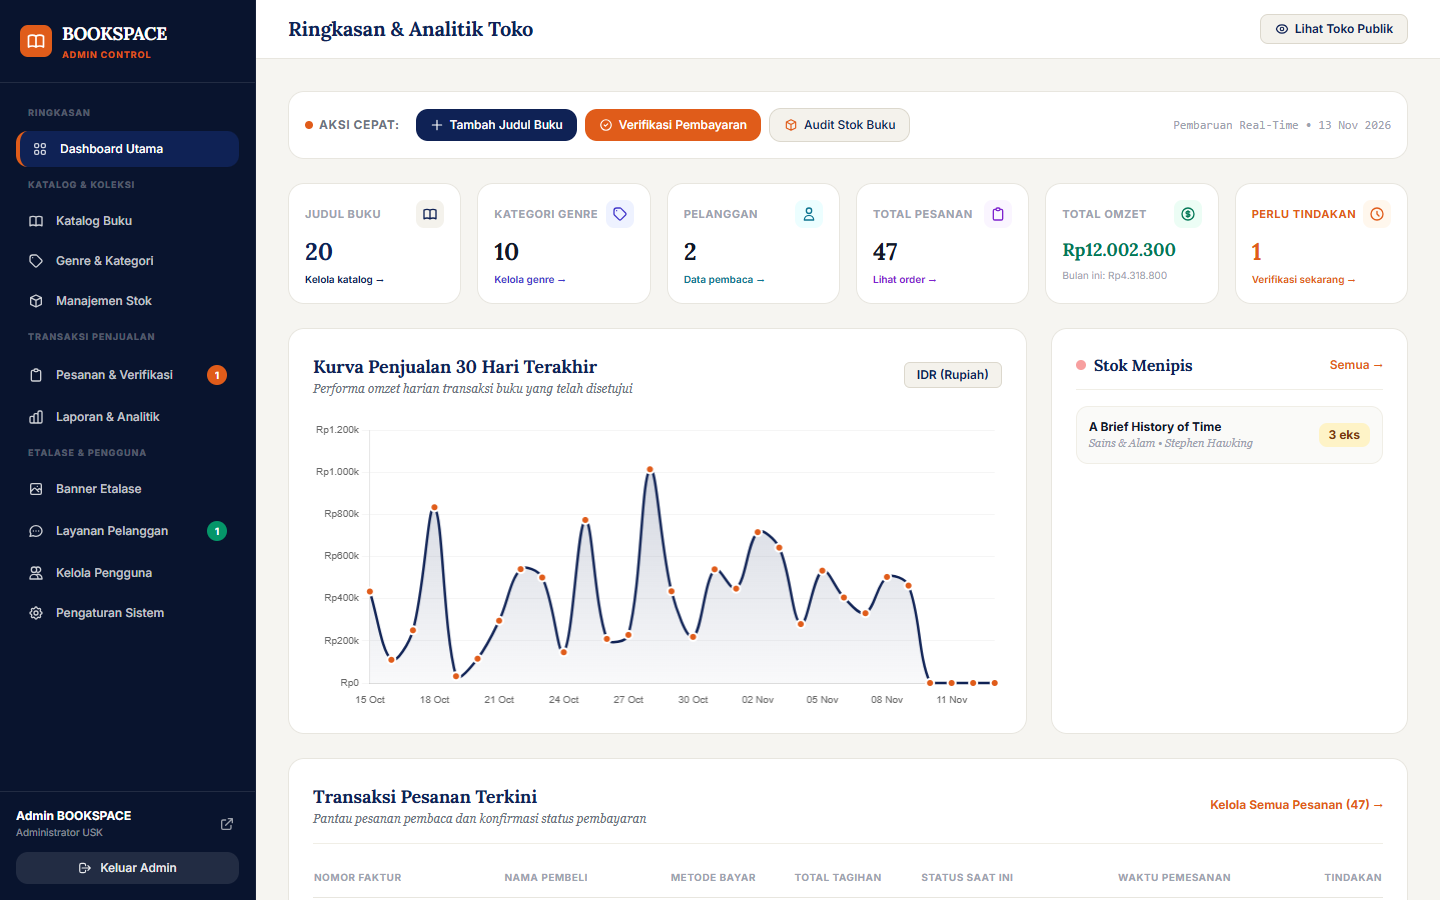 BOOKSPACE
ADMIN CONTROL
RINGKASAN
Dashboard Utama
KATALOG & KOLEKSI
Katalog Buku
Genre & Kategori
Manajemen Stok
TRANSAKSI PENJUALAN
Pesanan & Verifikasi 1
Laporan & Analitik
ETALASE & PENGGUNA
Banner Etalase
Layanan Pelanggan 1
Kelola Pengguna
Pengaturan Sistem
Admin BOOKSPACE
Administrator USK
Keluar Admin
Ringkasan & Analitik Toko
Lihat Toko Publik
AKSI CEPAT:
Tambah Judul Buku
Verifikasi Pembayaran
Audit Stok Buku
Pembaruan Real-Time • 13 Nov 2026
JUDUL BUKU
20
Kelola katalog →
KATEGORI GENRE
10
Kelola genre →
PELANGGAN
2
Data pembaca →
TOTAL PESANAN
47
Lihat order →
TOTAL OMZET
Rp12.002.300
Bulan ini: Rp4.318.800
PERLU TINDAKAN
1
Verifikasi sekarang →
Kurva Penjualan 30 Hari Terakhir
Performa omzet harian transaksi buku yang telah disetujui
IDR (Rupiah)
Rp1.200k
Rp1.000k
Rp800k
Rp600k
Rp400k
Rp200k
Rp0
15 Oct 18 Oct 21 Oct 24 Oct 27 Oct 30 Oct 02 Nov 05 Nov 08 Nov 11 Nov
Stok Menipis
Semua →
A Brief History of Time
Sains & Alam • Stephen Hawking
3 eks
Transaksi Pesanan Terkini
Pantau pesanan pembaca dan konfirmasi status pembayaran
Kelola Semua Pesanan (47) →
NOMOR FAKTUR NAMA PEMBELI METODE BAYAR TOTAL TAGIHAN STATUS SAAT INI WAKTU PEMESANAN TINDAKAN